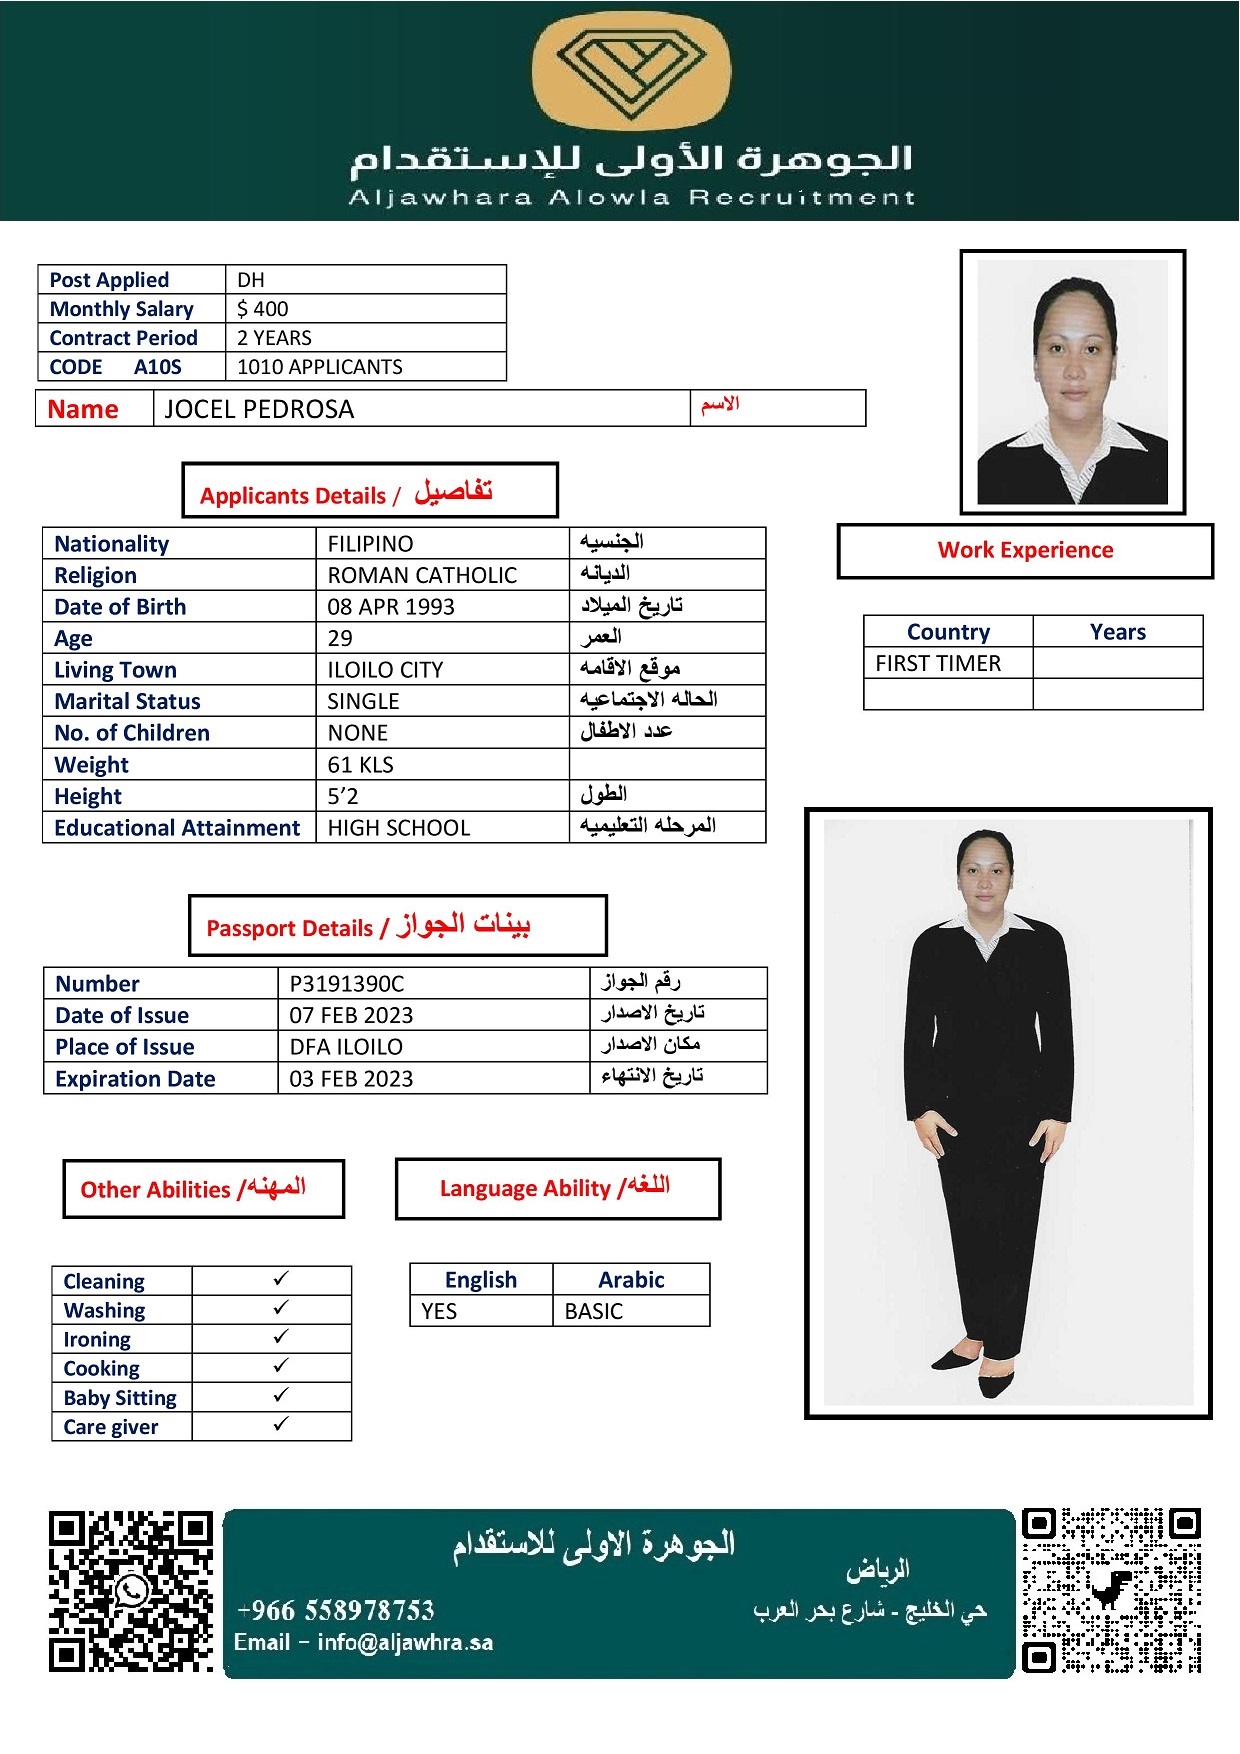 الجوهرة الأولى للإستقدام
Aljawhara Alowla Recruitment
Post Applied DH
Monthly Salary $ 400
Contract Period 2 YEARS
CODE A10S 1010 APPLICANTS
Name JOCEL PEDROSA الاسم
Applicants Details / تفاصيل
Nationality FILIPINO الجنسيه
Religion ROMAN CATHOLIC الديانه
Date of Birth 08 APR 1993 تاريخ الميلاد
Age 29 العمر
Living Town ILOILO CITY موقع الاقامه
Marital Status SINGLE الحاله الاجتماعيه
No. of Children NONE عدد الاطفال
Weight 61 KLS
Height 5’2 الطول
Educational Attainment HIGH SCHOOL المرحله التعليميه
Work Experience
Country Years
FIRST TIMER
Passport Details / بينات الجواز
Number P3191390C رقم الجواز
Date of Issue 07 FEB 2023 تاريخ الاصدار
Place of Issue DFA ILOILO مكان الاصدار
Expiration Date 03 FEB 2023 تاريخ الانتهاء
Other Abilities /المهنه
Cleaning ✓
Washing ✓
Ironing ✓
Cooking ✓
Baby Sitting ✓
Care giver ✓
Language Ability /اللغه
English Arabic
YES BASIC
الجوهرة الاولى للاستقدام
الرياض
حي الخليج - شارع بحر العرب
+966 558978753
Email – info@aljawhra.sa